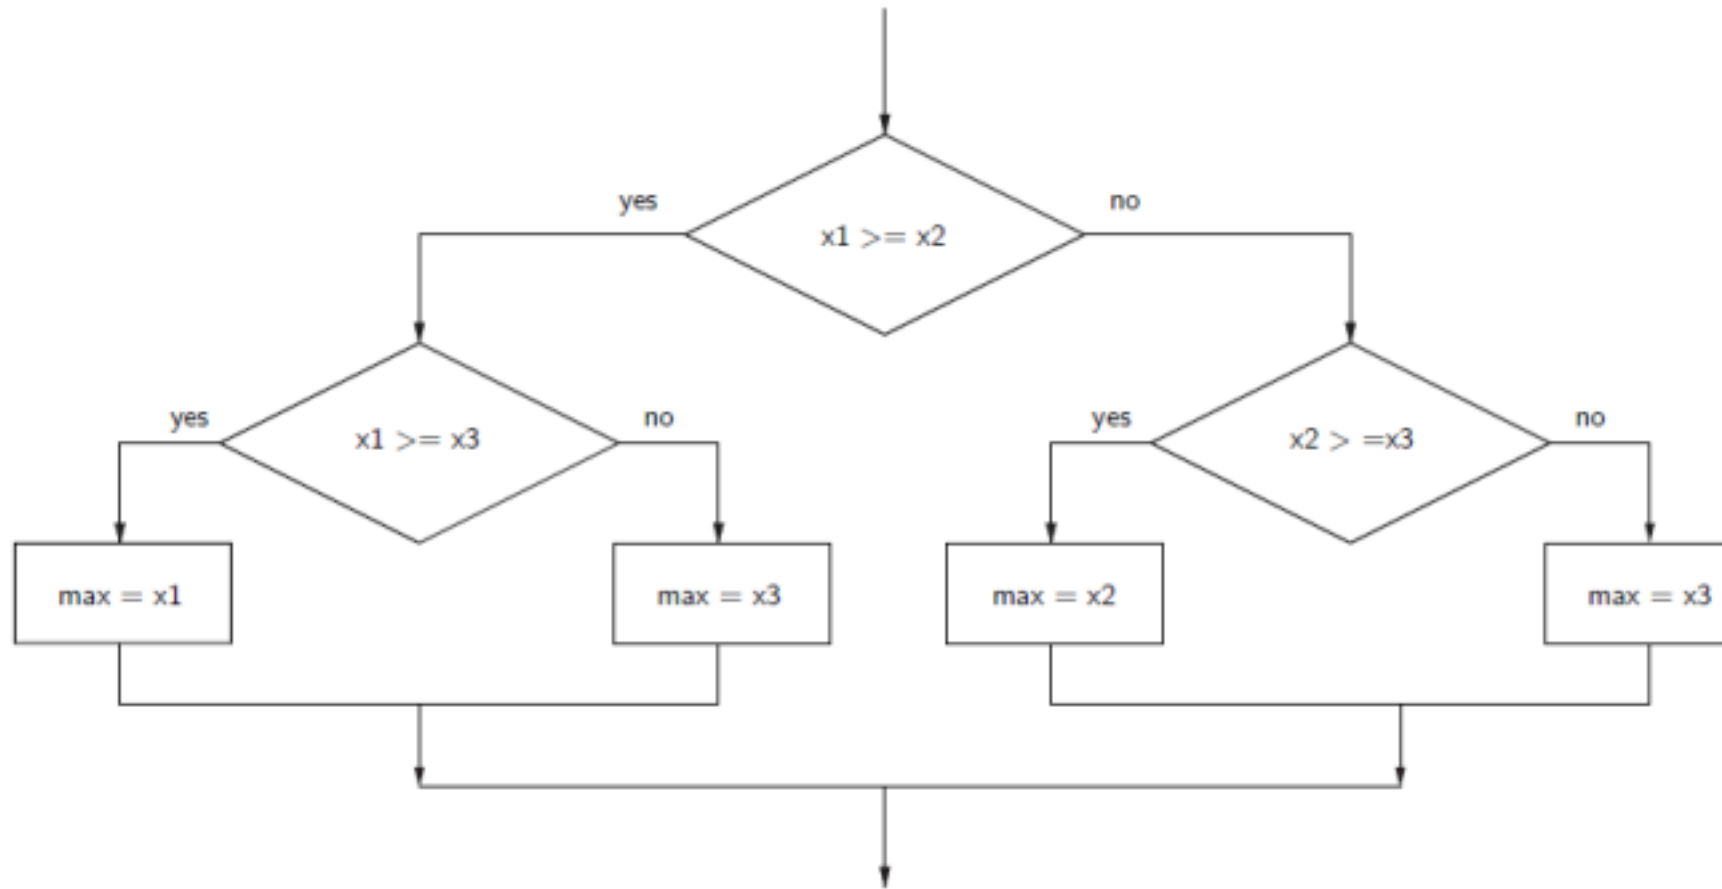 yes
no
x1 >= x2
yes
no
yes
no
x1 >= x3
x2 > =x3
max = x1
max = x3
max = x2
max = x3